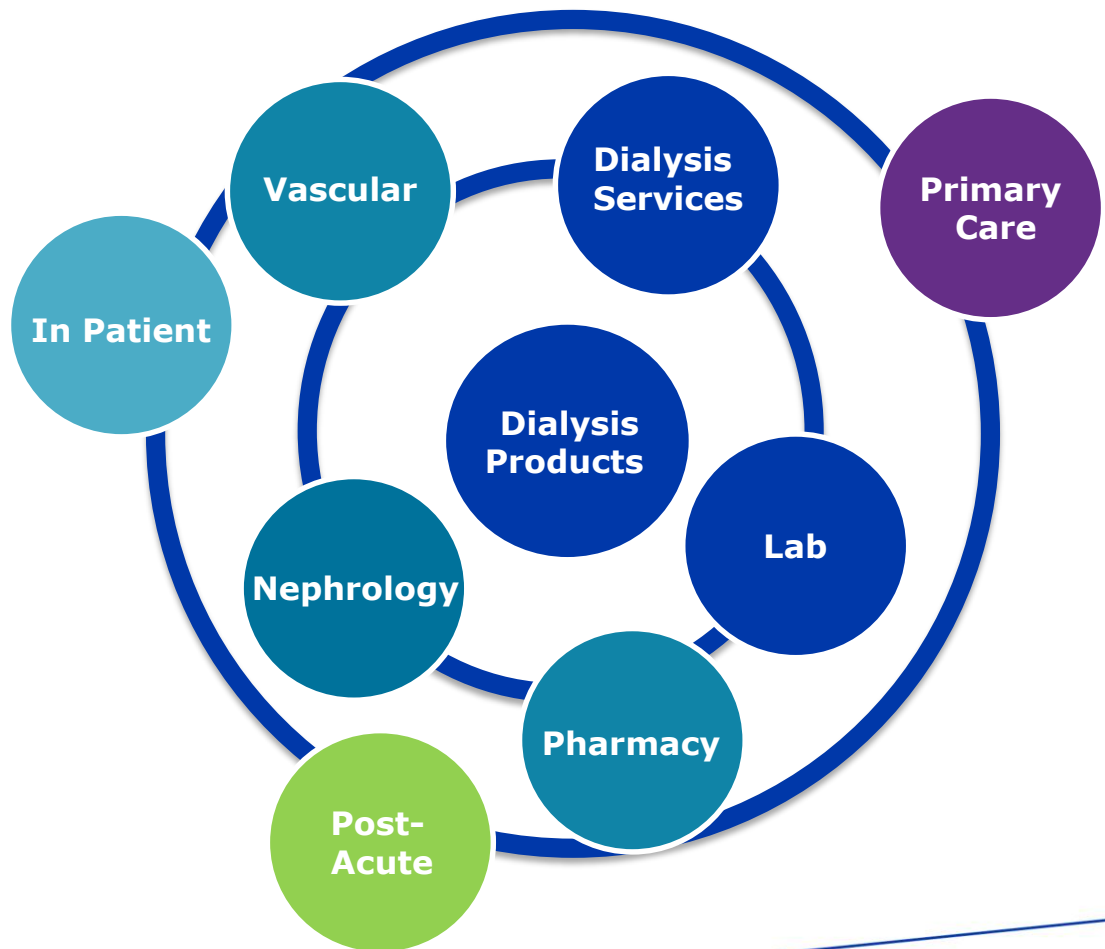 Dialysis
Services
Vascular
Primary
Care
In Patient
Dialysis
Products
Lab
Nephrology
Pharmacy
Post-
Acute